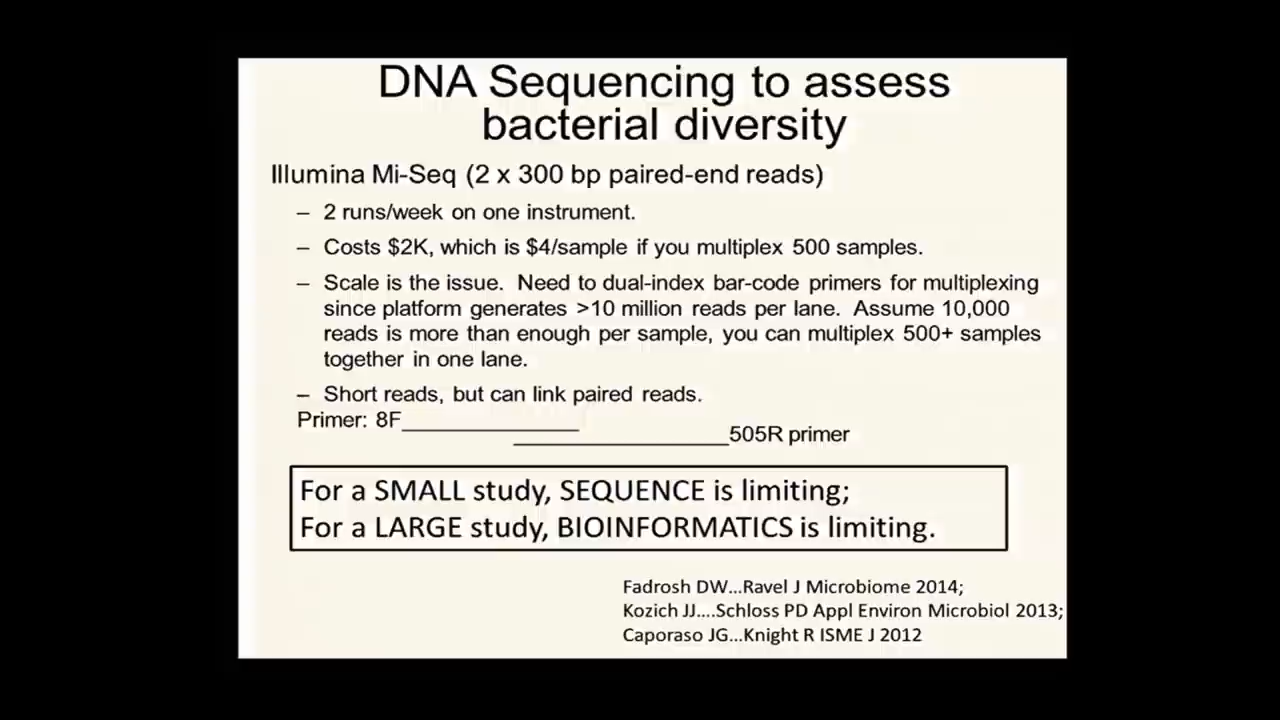 DNA Sequencing to assess
bacterial diversity
Illumina Mi-Seq (2 x 300 bp paired-end reads)
– 2 runs/week on one instrument.
– Costs $2K, which is $4/sample if you multiplex 500 samples.
– Scale is the issue. Need to dual-index bar-code primers for multiplexing
since platform generates >10 million reads per lane. Assume 10,000
reads is more than enough per sample, you can multiplex 500+ samples
together in one lane.
– Short reads, but can link paired reads.
Primer: 8F_______________
__________________505R primer
For a SMALL study, SEQUENCE is limiting;
For a LARGE study, BIOINFORMATICS is limiting.
Fadrosh DW...Ravel J Microbiome 2014;
Kozich JJ....Schloss PD Appl Environ Microbiol 2013;
Caporaso JG...Knight R ISME J 2012